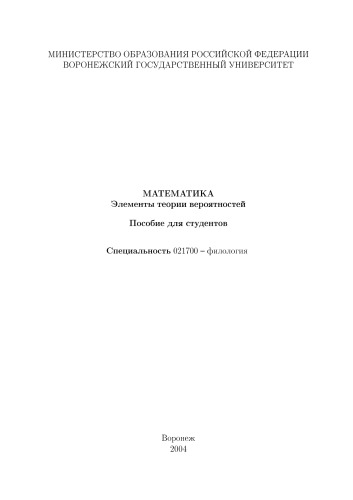 МИНИСТЕРСТВО ОБРАЗОВАНИЯ РОССИЙСКОЙ ФЕДЕРАЦИИ
ВОРОНЕЖСКИЙ ГОСУДАРСТВЕННЫЙ УНИВЕРСИТЕТ
МАТЕМАТИКА
Элементы теории вероятностей
Пособие для студентов
Специальность 021700 – филология
Воронеж
2004